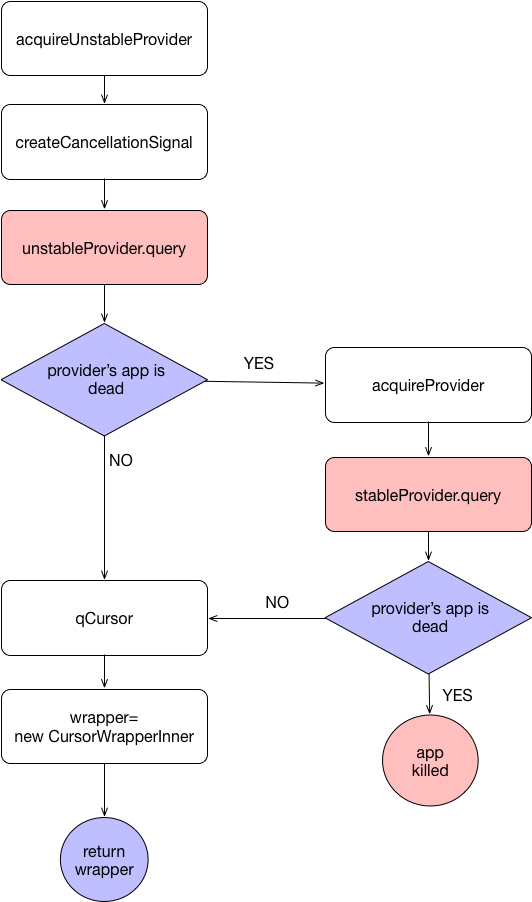 acquireUnstableProvider
createCancellationSignal
unstableProvider.query
provider’s app is
dead
YES
NO
acquireProvider
stableProvider.query
provider’s app is
dead
NO
YES
qCursor
wrapper=
new CursorWrapperInner
app
killed
return
wrapper